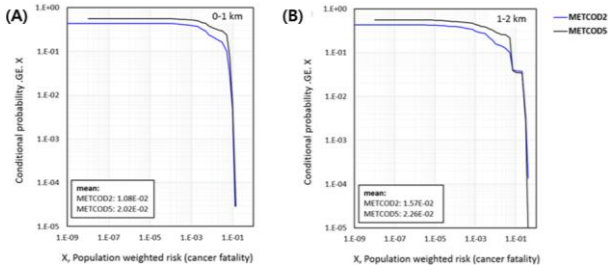 (A)
0-1 km
Conditional probability .GE. X
1.E+00
1.E-01
1.E-02
1.E-03
1.E-04
1.E-05
mean:
METCOD2: 1.08E-02
METCOD5: 2.02E-02
1.E-09 1.E-07 1.E-05 1.E-03 1.E-01
X, Population weighted risk (cancer fatality)
(B)
1-2 km
Conditional probability .GE. X
1.E+00
1.E-01
1.E-02
1.E-03
1.E-04
1.E-05
mean:
METCOD2: 1.57E-02
METCOD5: 2.26E-02
1.E-09 1.E-07 1.E-05 1.E-03 1.E-01
X, Population weighted risk (cancer fatality)
METCOD2
METCOD5